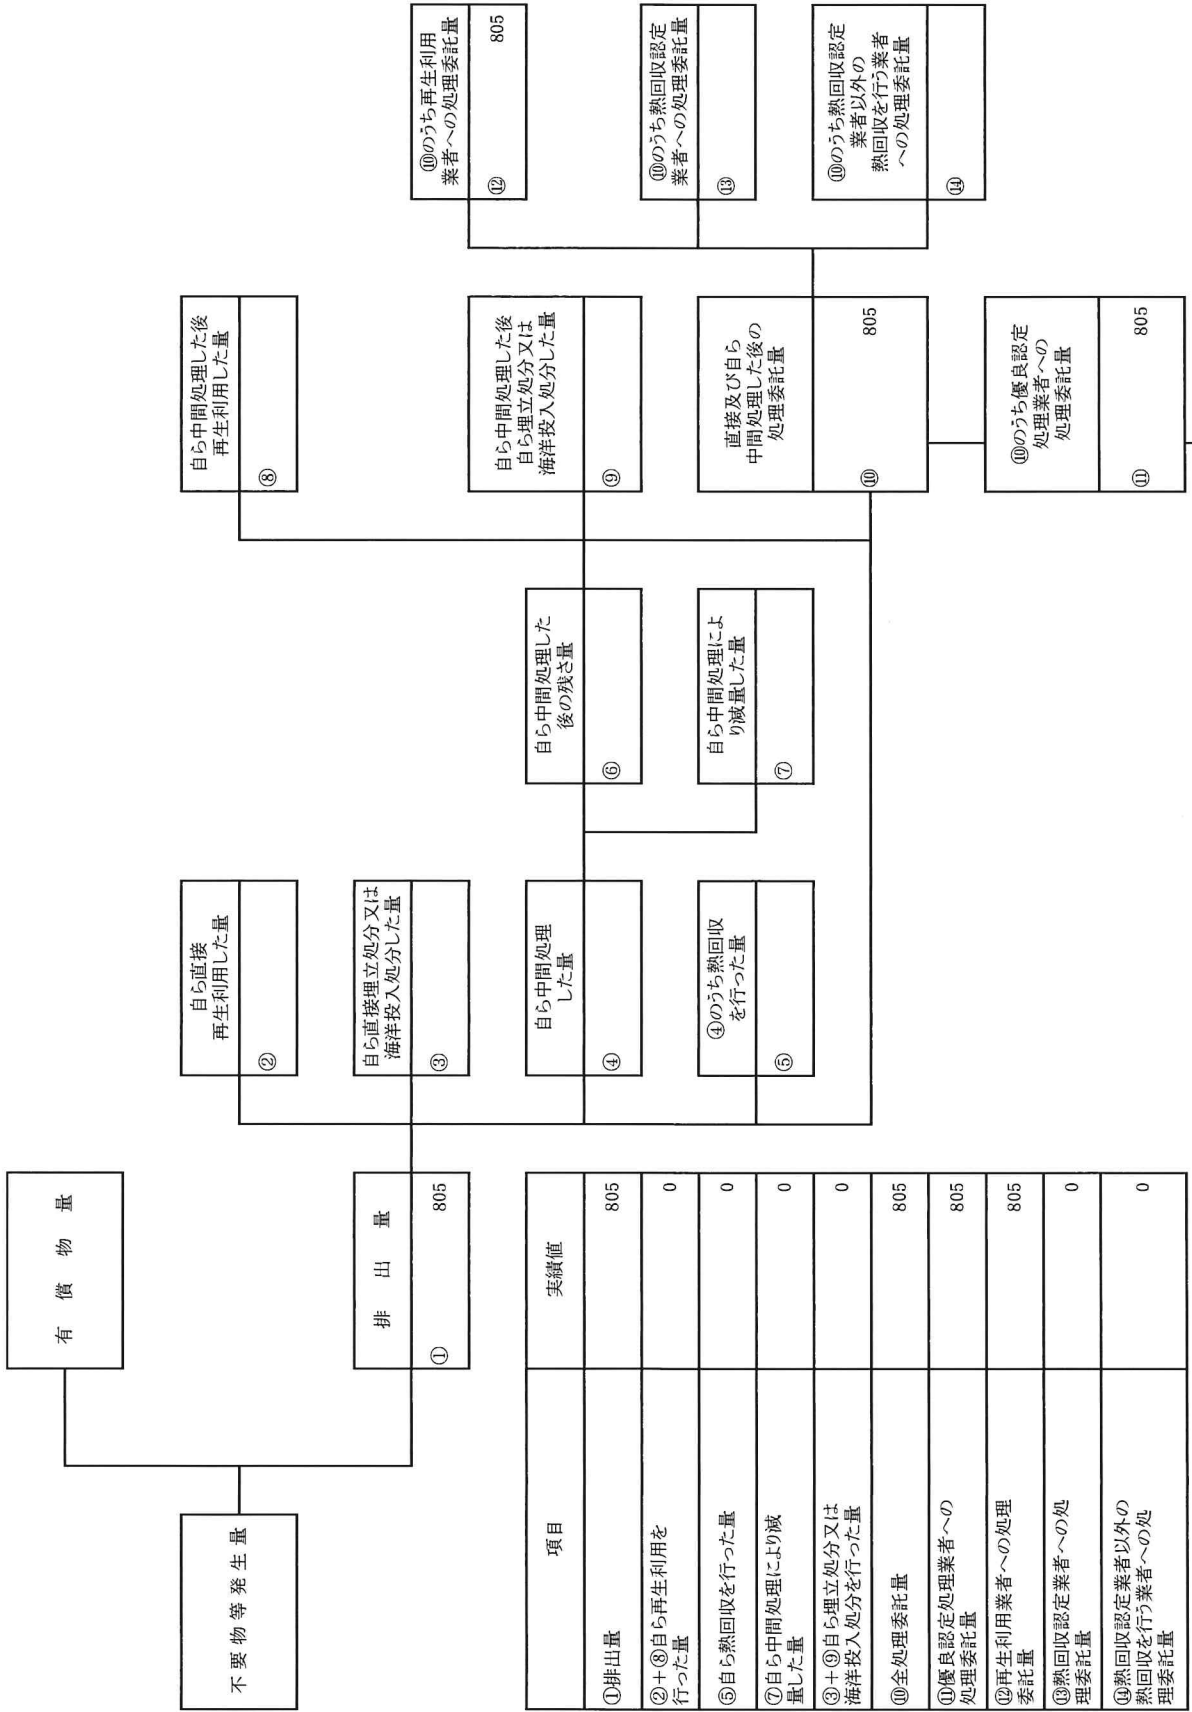 不要物等発生量
有償物量
排出量
① 805
自ら直接
再生利用した量
②
自ら直接埋立処分又は
海洋投入処分した量
③
自ら中間処理
した量
④
④のうち熱回収
を行った量
⑤
自ら中間処理した
後の残さ量
⑥
自ら中間処理によ
り減量した量
⑦
自ら中間処理した後
再生利用した量
⑧
自ら中間処理した後
自ら埋立処分又は
海洋投入処分した量
⑨
直接及び自ら
中間処理した後の
処理委託量
⑩ 805
⑩のうち優良認定
処理業者への
処理委託量
⑪ 805
⑩のうち再生利用
業者への処理委託量
⑫ 805
⑩のうち熱回収認定
業者への処理委託量
⑬
⑩のうち熱回収認定
業者以外の
熱回収を行う業者
への処理委託量
⑭
項目 実績値
①排出量 805
②+⑧自ら再生利用を
行った量 0
⑤自ら熱回収を行った量 0
⑦自ら中間処理により減
量した量 0
③+⑨自ら埋立処分又は
海洋投入処分を行った量 0
⑩全処理委託量 805
⑪優良認定処理業者への
処理委託量 805
⑫再生利用業者への処理
委託量 805
⑬熱回収認定業者への処
理委託量 0
⑭熱回収認定業者以外の
熱回収を行う業者への処
理委託量 0